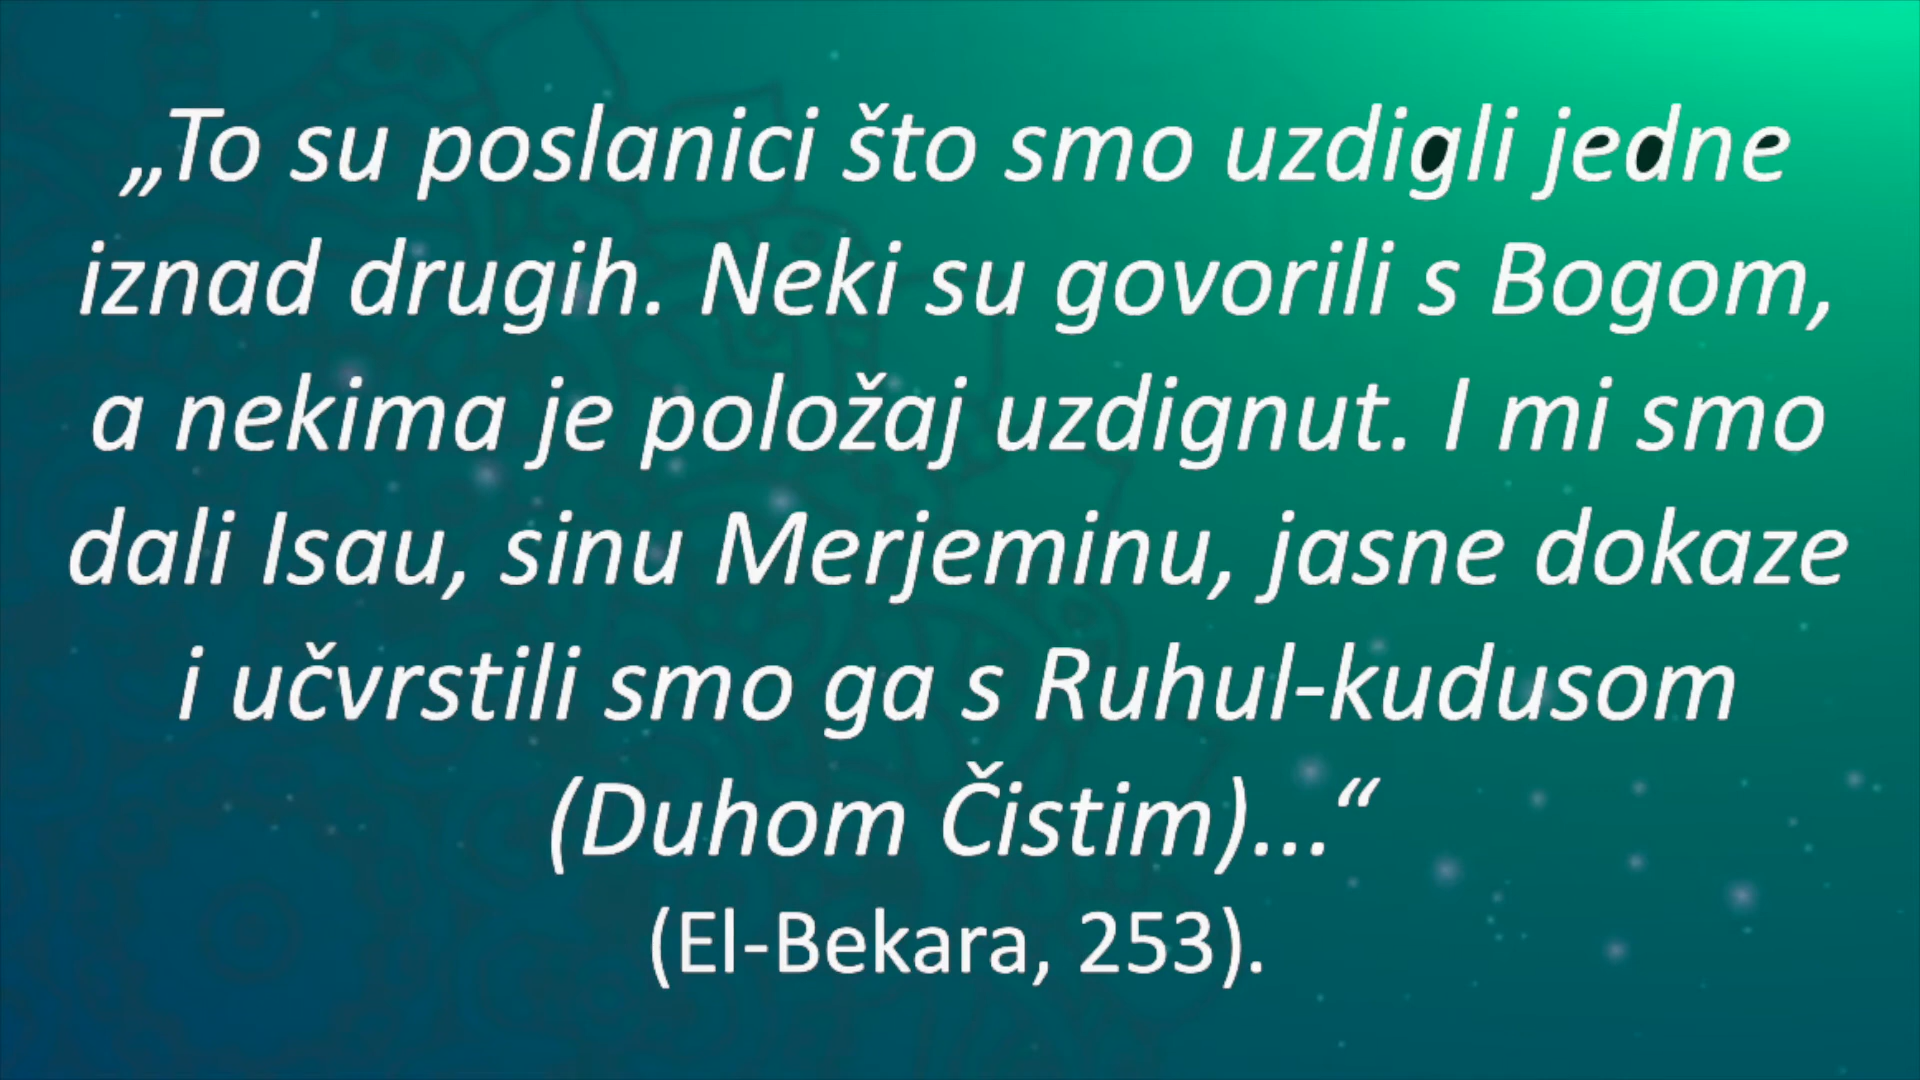 „To su poslanici što smo uzdigli jedne
iznad drugih. Neki su govorili s Bogom,
a nekima je položaj uzdignut. I mi smo
dali Isau, sinu Merjeminu, jasne dokaze
i učvrstili smo ga s Ruhul-kudusom
(Duhom Čistim)...“
(El-Bekara, 253).